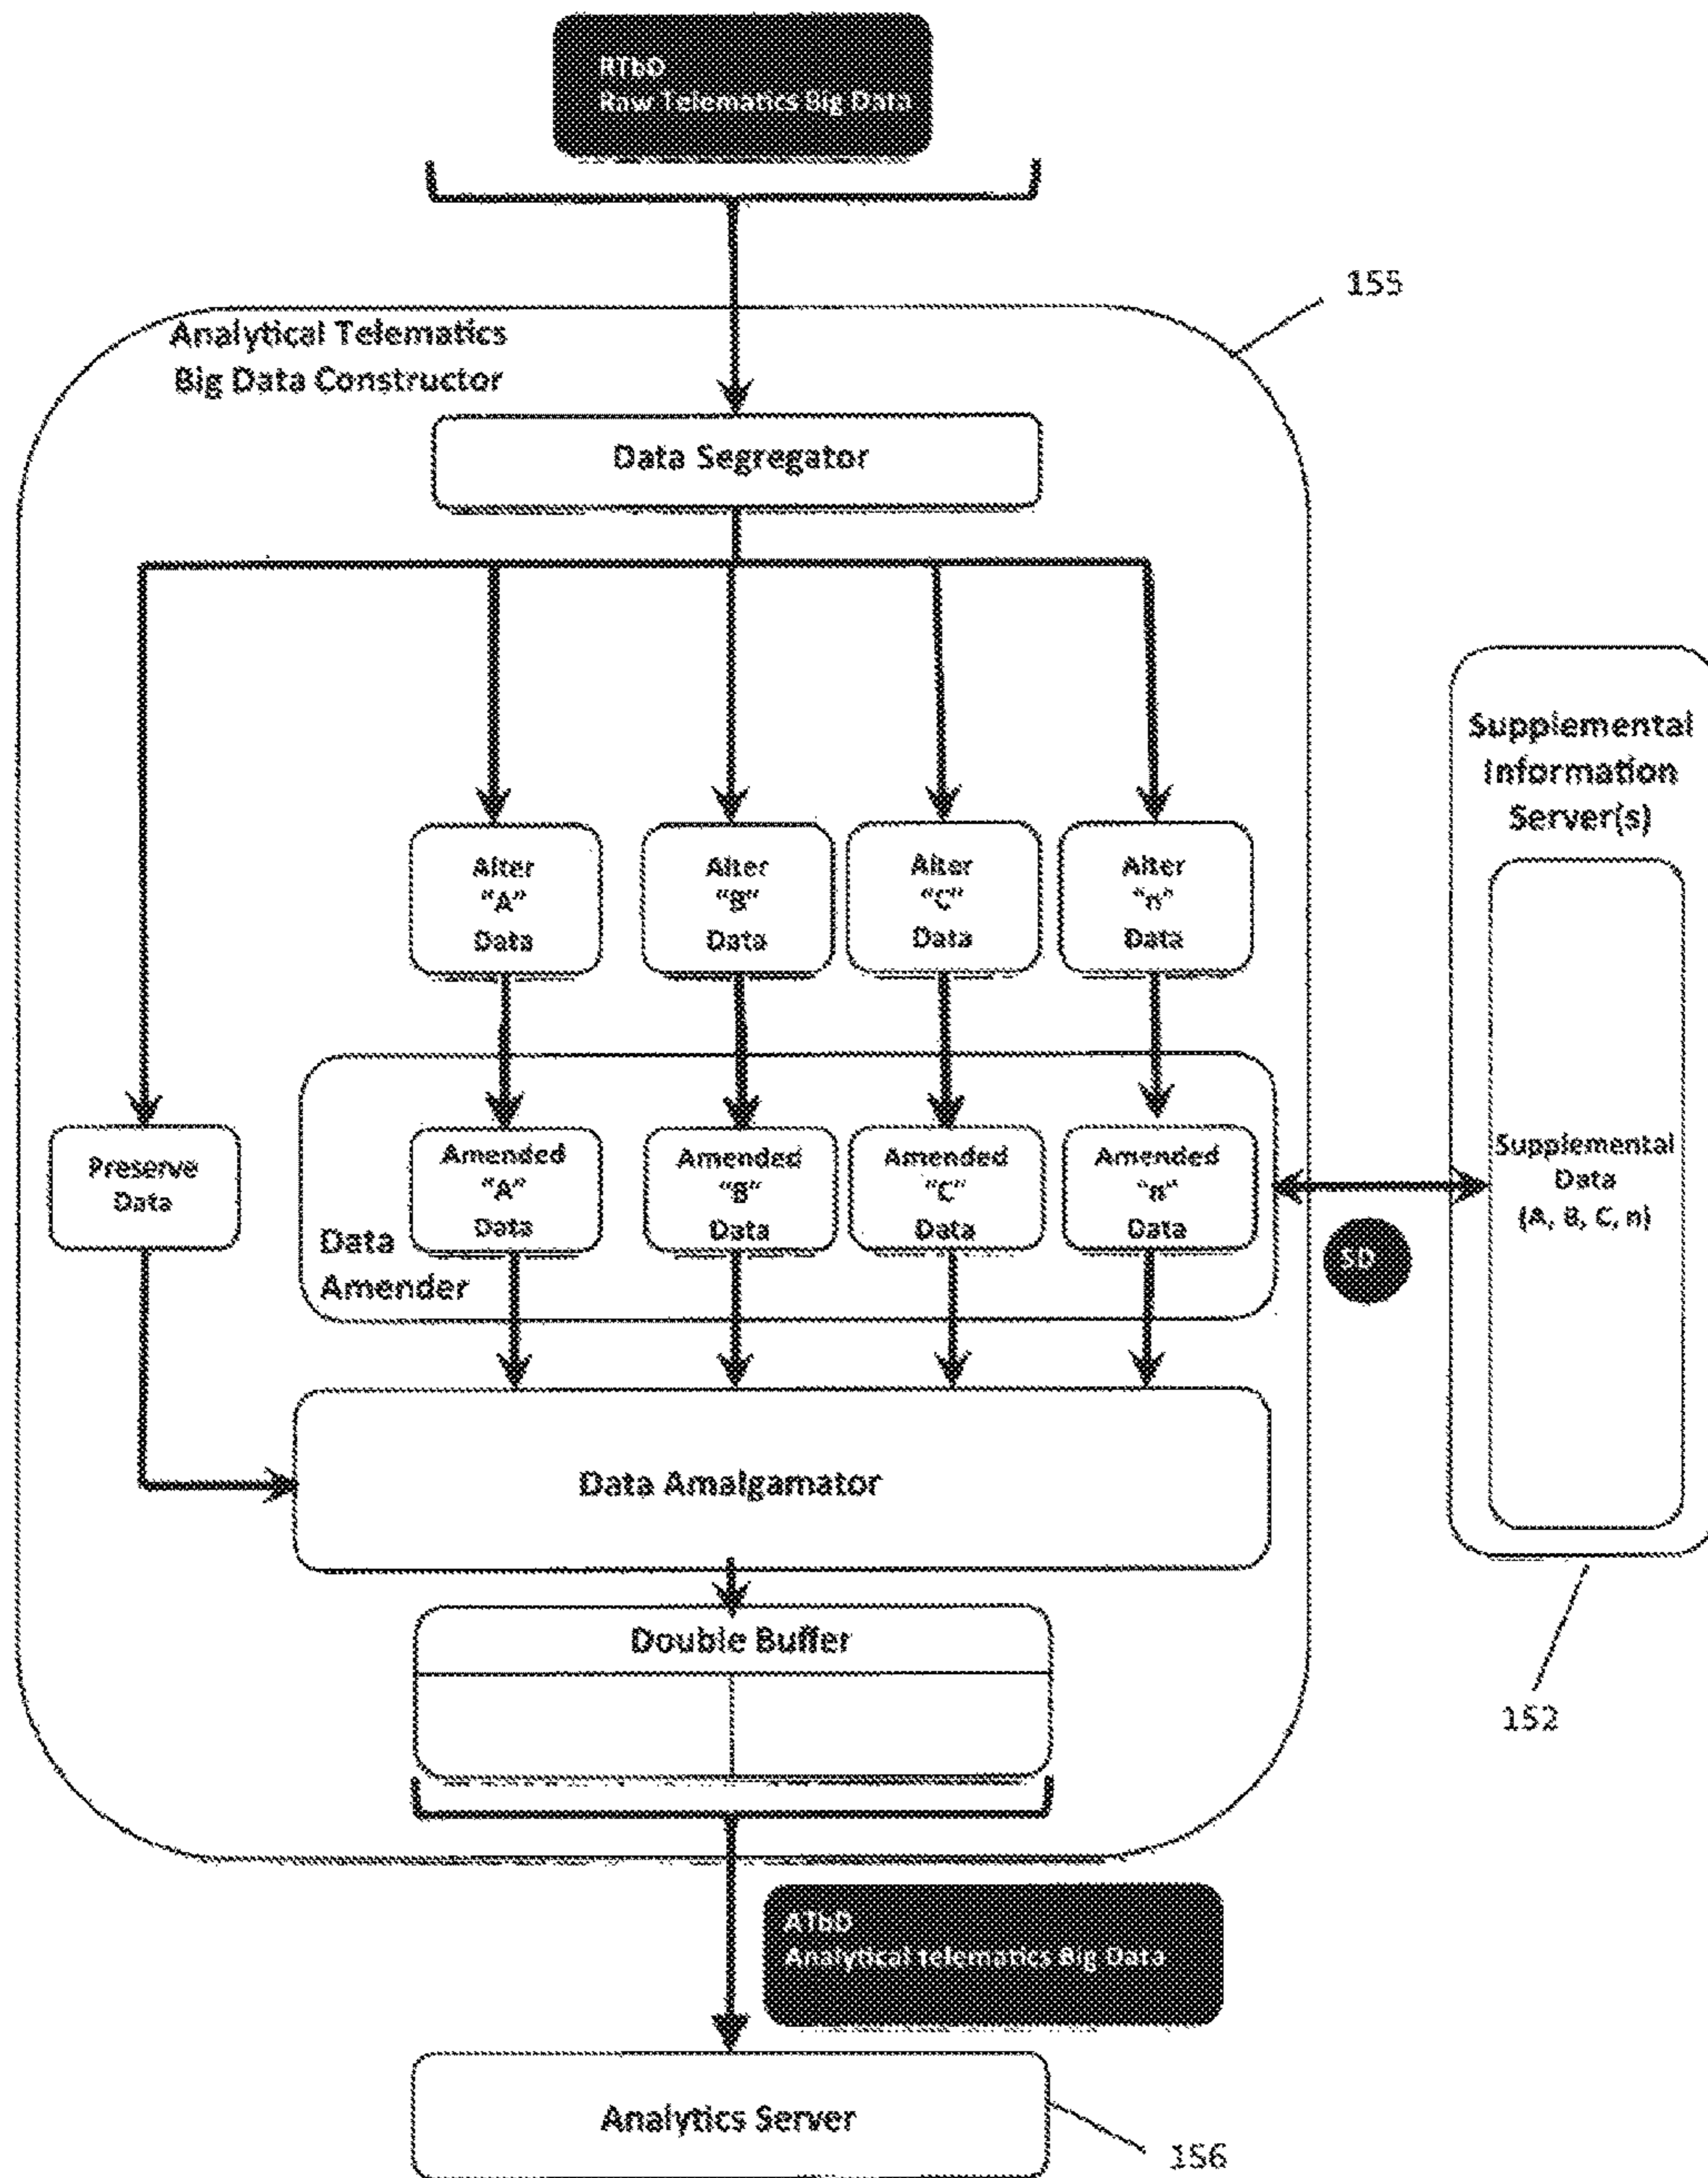 RTbD
Raw Telematics Big Data
155
Analytical Telematics
Big Data Constructor
Data Segregator
Supplemental
Information
Server(s)
Alter
"A"
Data
Alter
"B"
Data
Alter
"C"
Data
Alter
"n"
Data
Preserve
Data
Amended
"A"
Data
Amended
"B"
Data
Amended
"C"
Data
Amended
"n"
Data
Data
Amender
Supplemental
Data
(A, B, C, n)
SD
Data Amalgamator
Double Buffer
152
ATbD
Analytical telematics Big Data
Analytics Server
156